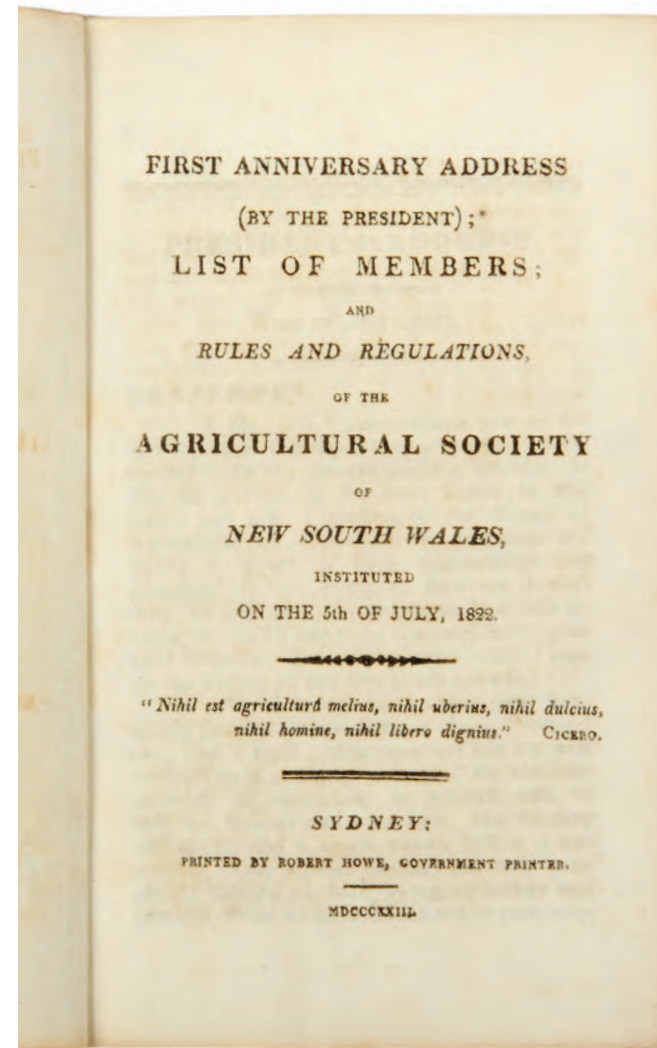 FIRST ANNIVERSARY ADDRESS
(BY THE PRESIDENT);*
LIST OF MEMBERS;
AND
RULES AND REGULATIONS,
OF THE
AGRICULTURAL SOCIETY
OF
NEW SOUTH WALES,
INSTITUTED
ON THE 5th OF JULY, 1822.
"Nihil est agriculturâ melius, nihil uberius, nihil dulcius,
nihil homine, nihil libero dignius." CICERO.
SYDNEY:
PRINTED BY ROBERT HOWE, GOVERNMENT PRINTER.
MDCCCXXIII.